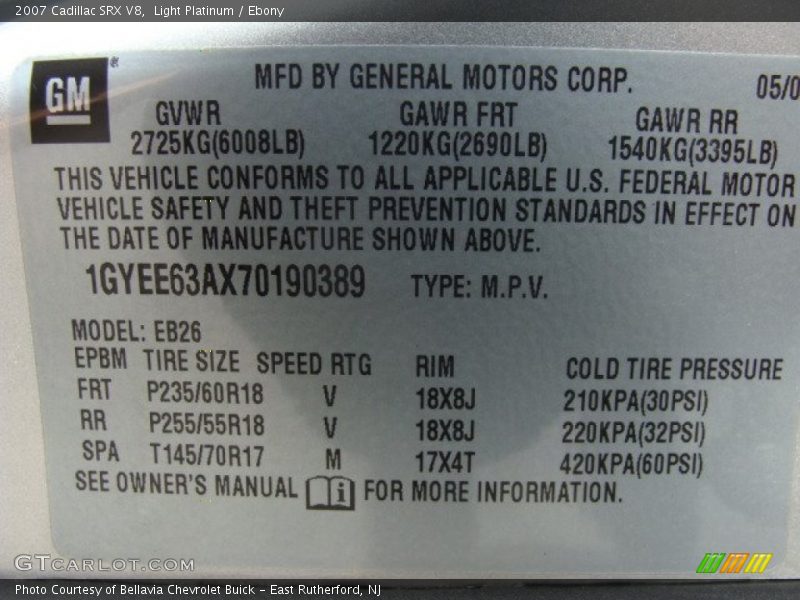 2007 Cadillac SRX V8, Light Platinum / Ebony
GM
MFD BY GENERAL MOTORS CORP. 05/0
GVWR GAWR FRT GAWR RR
2725KG(6008LB) 1220KG(2690LB) 1540KG(3395LB)
THIS VEHICLE CONFORMS TO ALL APPLICABLE U.S. FEDERAL MOTOR
VEHICLE SAFETY AND THEFT PREVENTION STANDARDS IN EFFECT ON
THE DATE OF MANUFACTURE SHOWN ABOVE.
1GYEE63AX70190389 TYPE: M.P.V.
MODEL: EB26
EPBM TIRE SIZE SPEED RTG RIM COLD TIRE PRESSURE
FRT P235/60R18 V 18X8J 210KPA(30PSI)
RR P255/55R18 V 18X8J 220KPA(32PSI)
SPA T145/70R17 M 17X4T 420KPA(60PSI)
SEE OWNER'S MANUAL i FOR MORE INFORMATION.
GTCARLOT.COM
Photo Courtesy of Bellavia Chevrolet Buick - East Rutherford, NJ